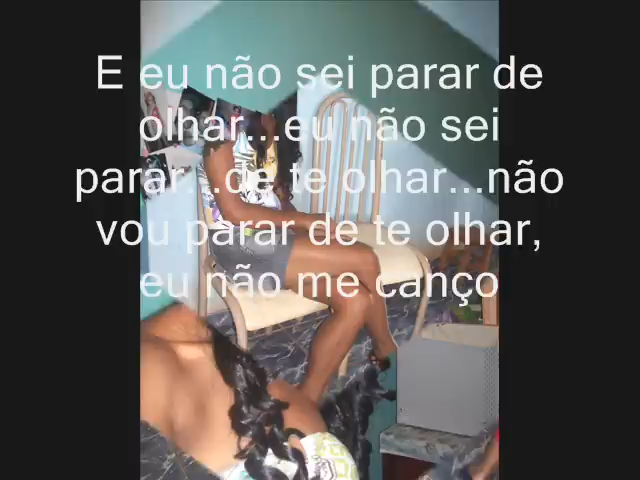 E eu não sei parar de
olhar...eu não sei
parar...de te olhar...não
vou parar de te olhar,
eu não me canço